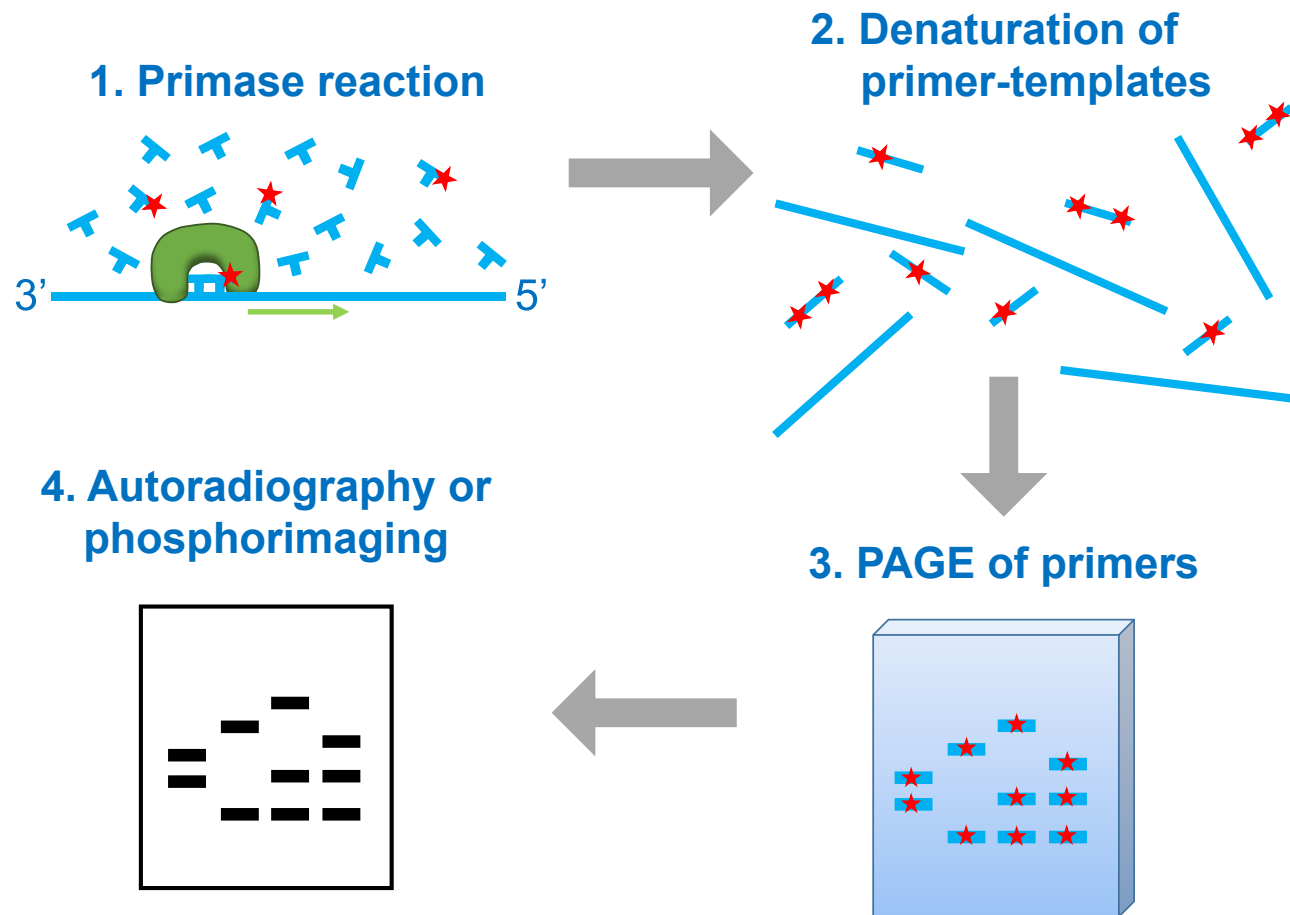 1. Primase reaction
3’
5’
2. Denaturation of
primer-templates
3. PAGE of primers
4. Autoradiography or
phosphorimaging